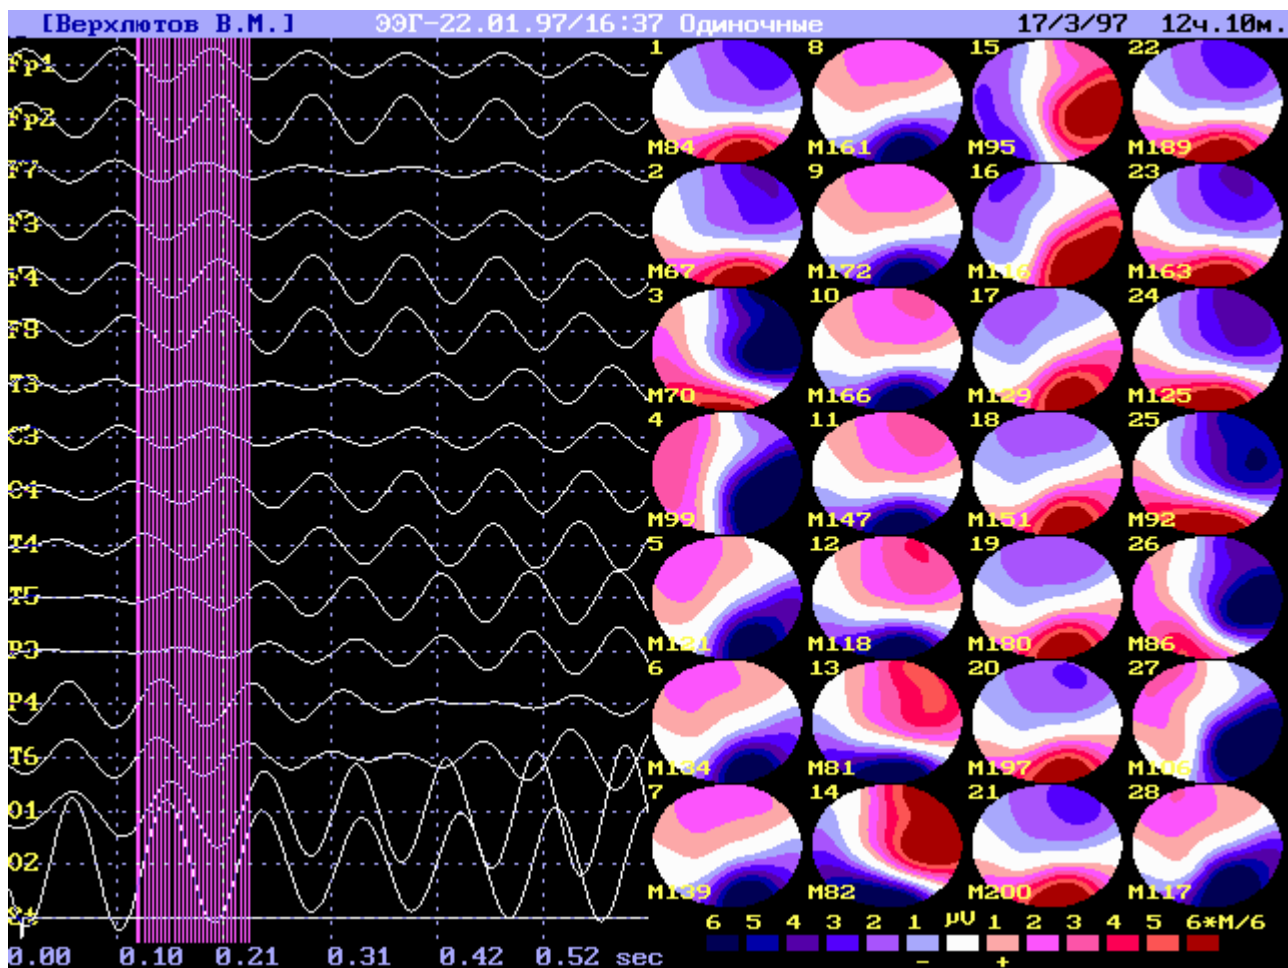 [Верхлютов В.М.] ЭЭГ-22.01.97/16:37 Одиночные 17/3/97 12ч.10м.
Fp1
Fp2
F7
F3
F4
F8
T3
C3
C4
T4
T5
P3
P4
T6
O1
O2
0.00 0.10 0.21 0.31 0.42 0.52 sec
1 8 15 22
M84 M161 M95 M189
2 9 16 23
M67 M172 M116 M163
3 10 17 24
M70 M166 M129 M125
4 11 18 25
M99 M147 M151 M92
5 12 19 26
M121 M118 M180 M86
6 13 20 27
M134 M81 M197 M106
7 14 21 28
M139 M82 M200 M117
6 5 4 3 2 1 µV 1 2 3 4 5 6*M/6
- +